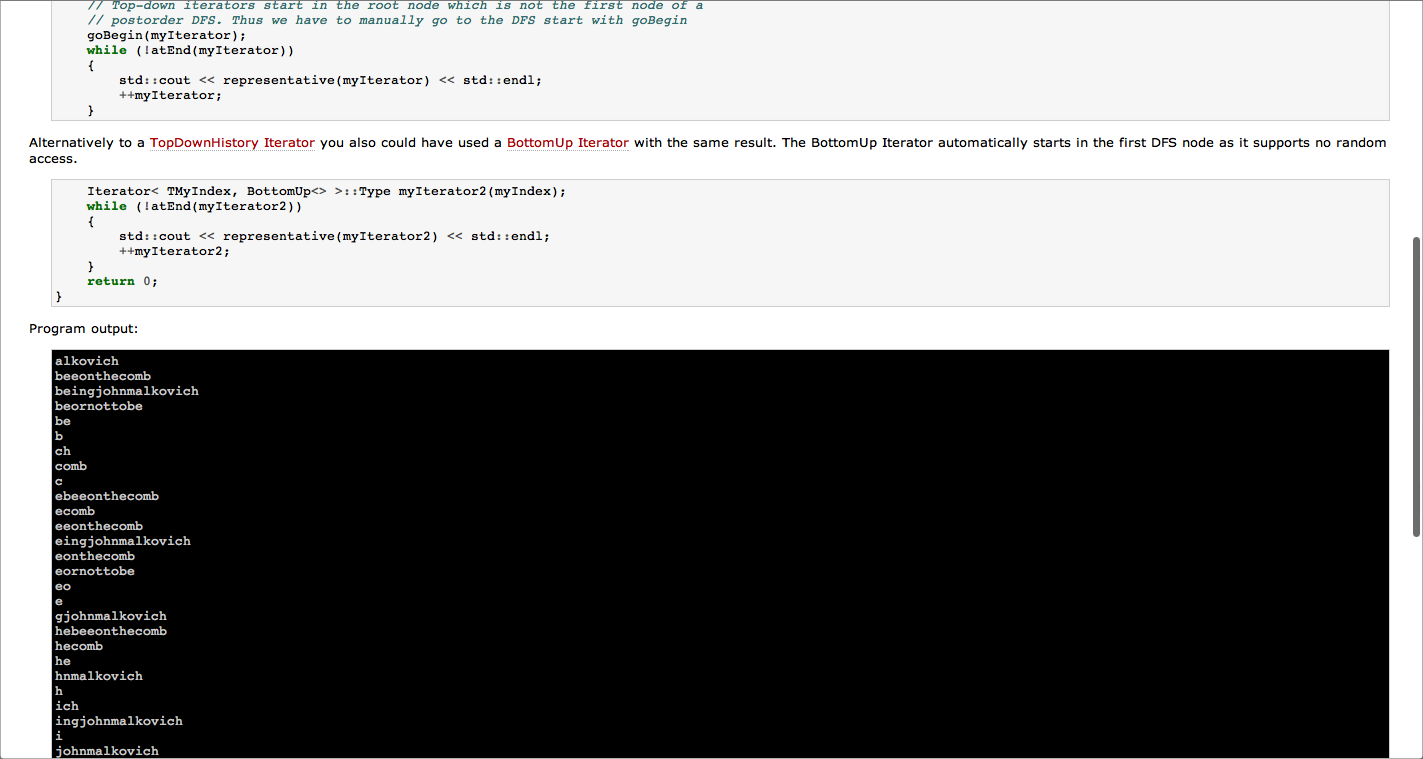 // Top-down iterators start in the root node which is not the first node of a
// postorder DFS. Thus we have to manually go to the DFS start with goBegin
goBegin(myIterator);
while (!atEnd(myIterator))
{
std::cout << representative(myIterator) << std::endl;
++myIterator;
}
Alternatively to a TopDownHistory Iterator you also could have used a BottomUp Iterator with the same result. The BottomUp Iterator automatically starts in the first DFS node as it supports no random
access.
Iterator< TMyIndex, BottomUp<> >::Type myIterator2(myIndex);
while (!atEnd(myIterator2))
{
std::cout << representative(myIterator2) << std::endl;
++myIterator2;
}
return 0;
}
Program output:
alkovich
beeonthecomb
beingjohnmalkovich
beornottobe
be
b
ch
comb
c
ebeeonthecomb
ecomb
eeonthecomb
eingjohnmalkovich
eonthecomb
eornottobe
eo
e
gjohnmalkovich
hebeeonthecomb
hecomb
he
hnmalkovich
h
ich
ingjohnmalkovich
i
johnmalkovich